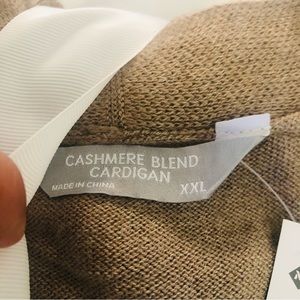 CASHMERE BLEND
CARDIGAN
MADE IN CHINA
XXL